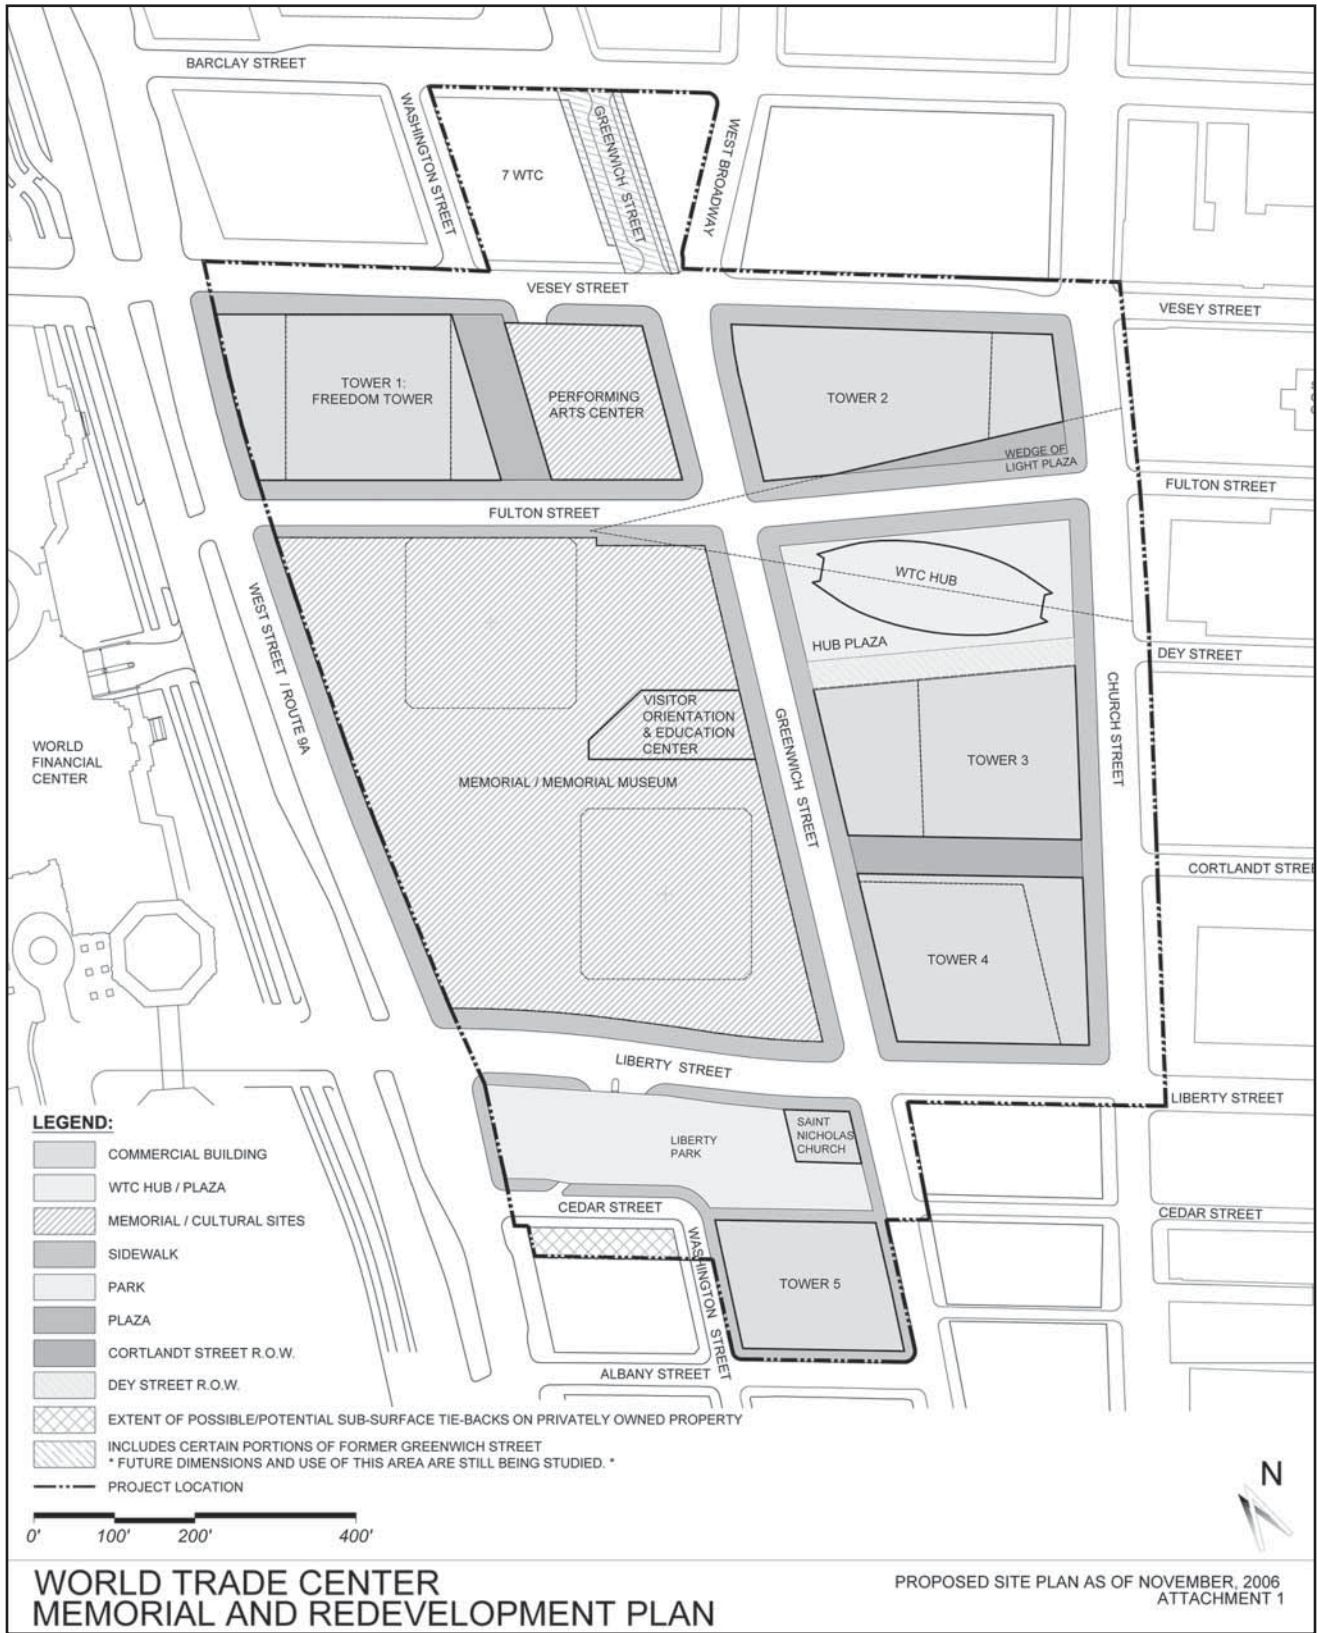 BARCLAY STREET
WASHINGTON STREET
GREENWICH STREET
WEST BROADWAY
7 WTC
VESEY STREET
VESEY STREET
TOWER 1:
FREEDOM TOWER
PERFORMING
ARTS CENTER
TOWER 2
WEDGE OF
LIGHT PLAZA
FULTON STREET
FULTON STREET
WTC HUB
HUB PLAZA
DEY STREET
WEST STREET / ROUTE 9A
VISITOR
ORIENTATION
& EDUCATION
CENTER
GREENWICH STREET
CHURCH STREET
WORLD
FINANCIAL
CENTER
TOWER 3
MEMORIAL / MEMORIAL MUSEUM
CORTLANDT STREE
TOWER 4
LIBERTY STREET
LIBERTY STREET
SAINT
NICHOLAS
CHURCH
LIBERTY
PARK
CEDAR STREET
CEDAR STREET
WASHINGTON STREET
TOWER 5
ALBANY STREET
LEGEND:
COMMERCIAL BUILDING
WTC HUB / PLAZA
MEMORIAL / CULTURAL SITES
SIDEWALK
PARK
PLAZA
CORTLANDT STREET R.O.W.
DEY STREET R.O.W.
EXTENT OF POSSIBLE/POTENTIAL SUB-SURFACE TIE-BACKS ON PRIVATELY OWNED PROPERTY
INCLUDES CERTAIN PORTIONS OF FORMER GREENWICH STREET
* FUTURE DIMENSIONS AND USE OF THIS AREA ARE STILL BEING STUDIED. *
PROJECT LOCATION
0' 100' 200' 400'
N
WORLD TRADE CENTER
MEMORIAL AND REDEVELOPMENT PLAN
PROPOSED SITE PLAN AS OF NOVEMBER, 2006
ATTACHMENT 1